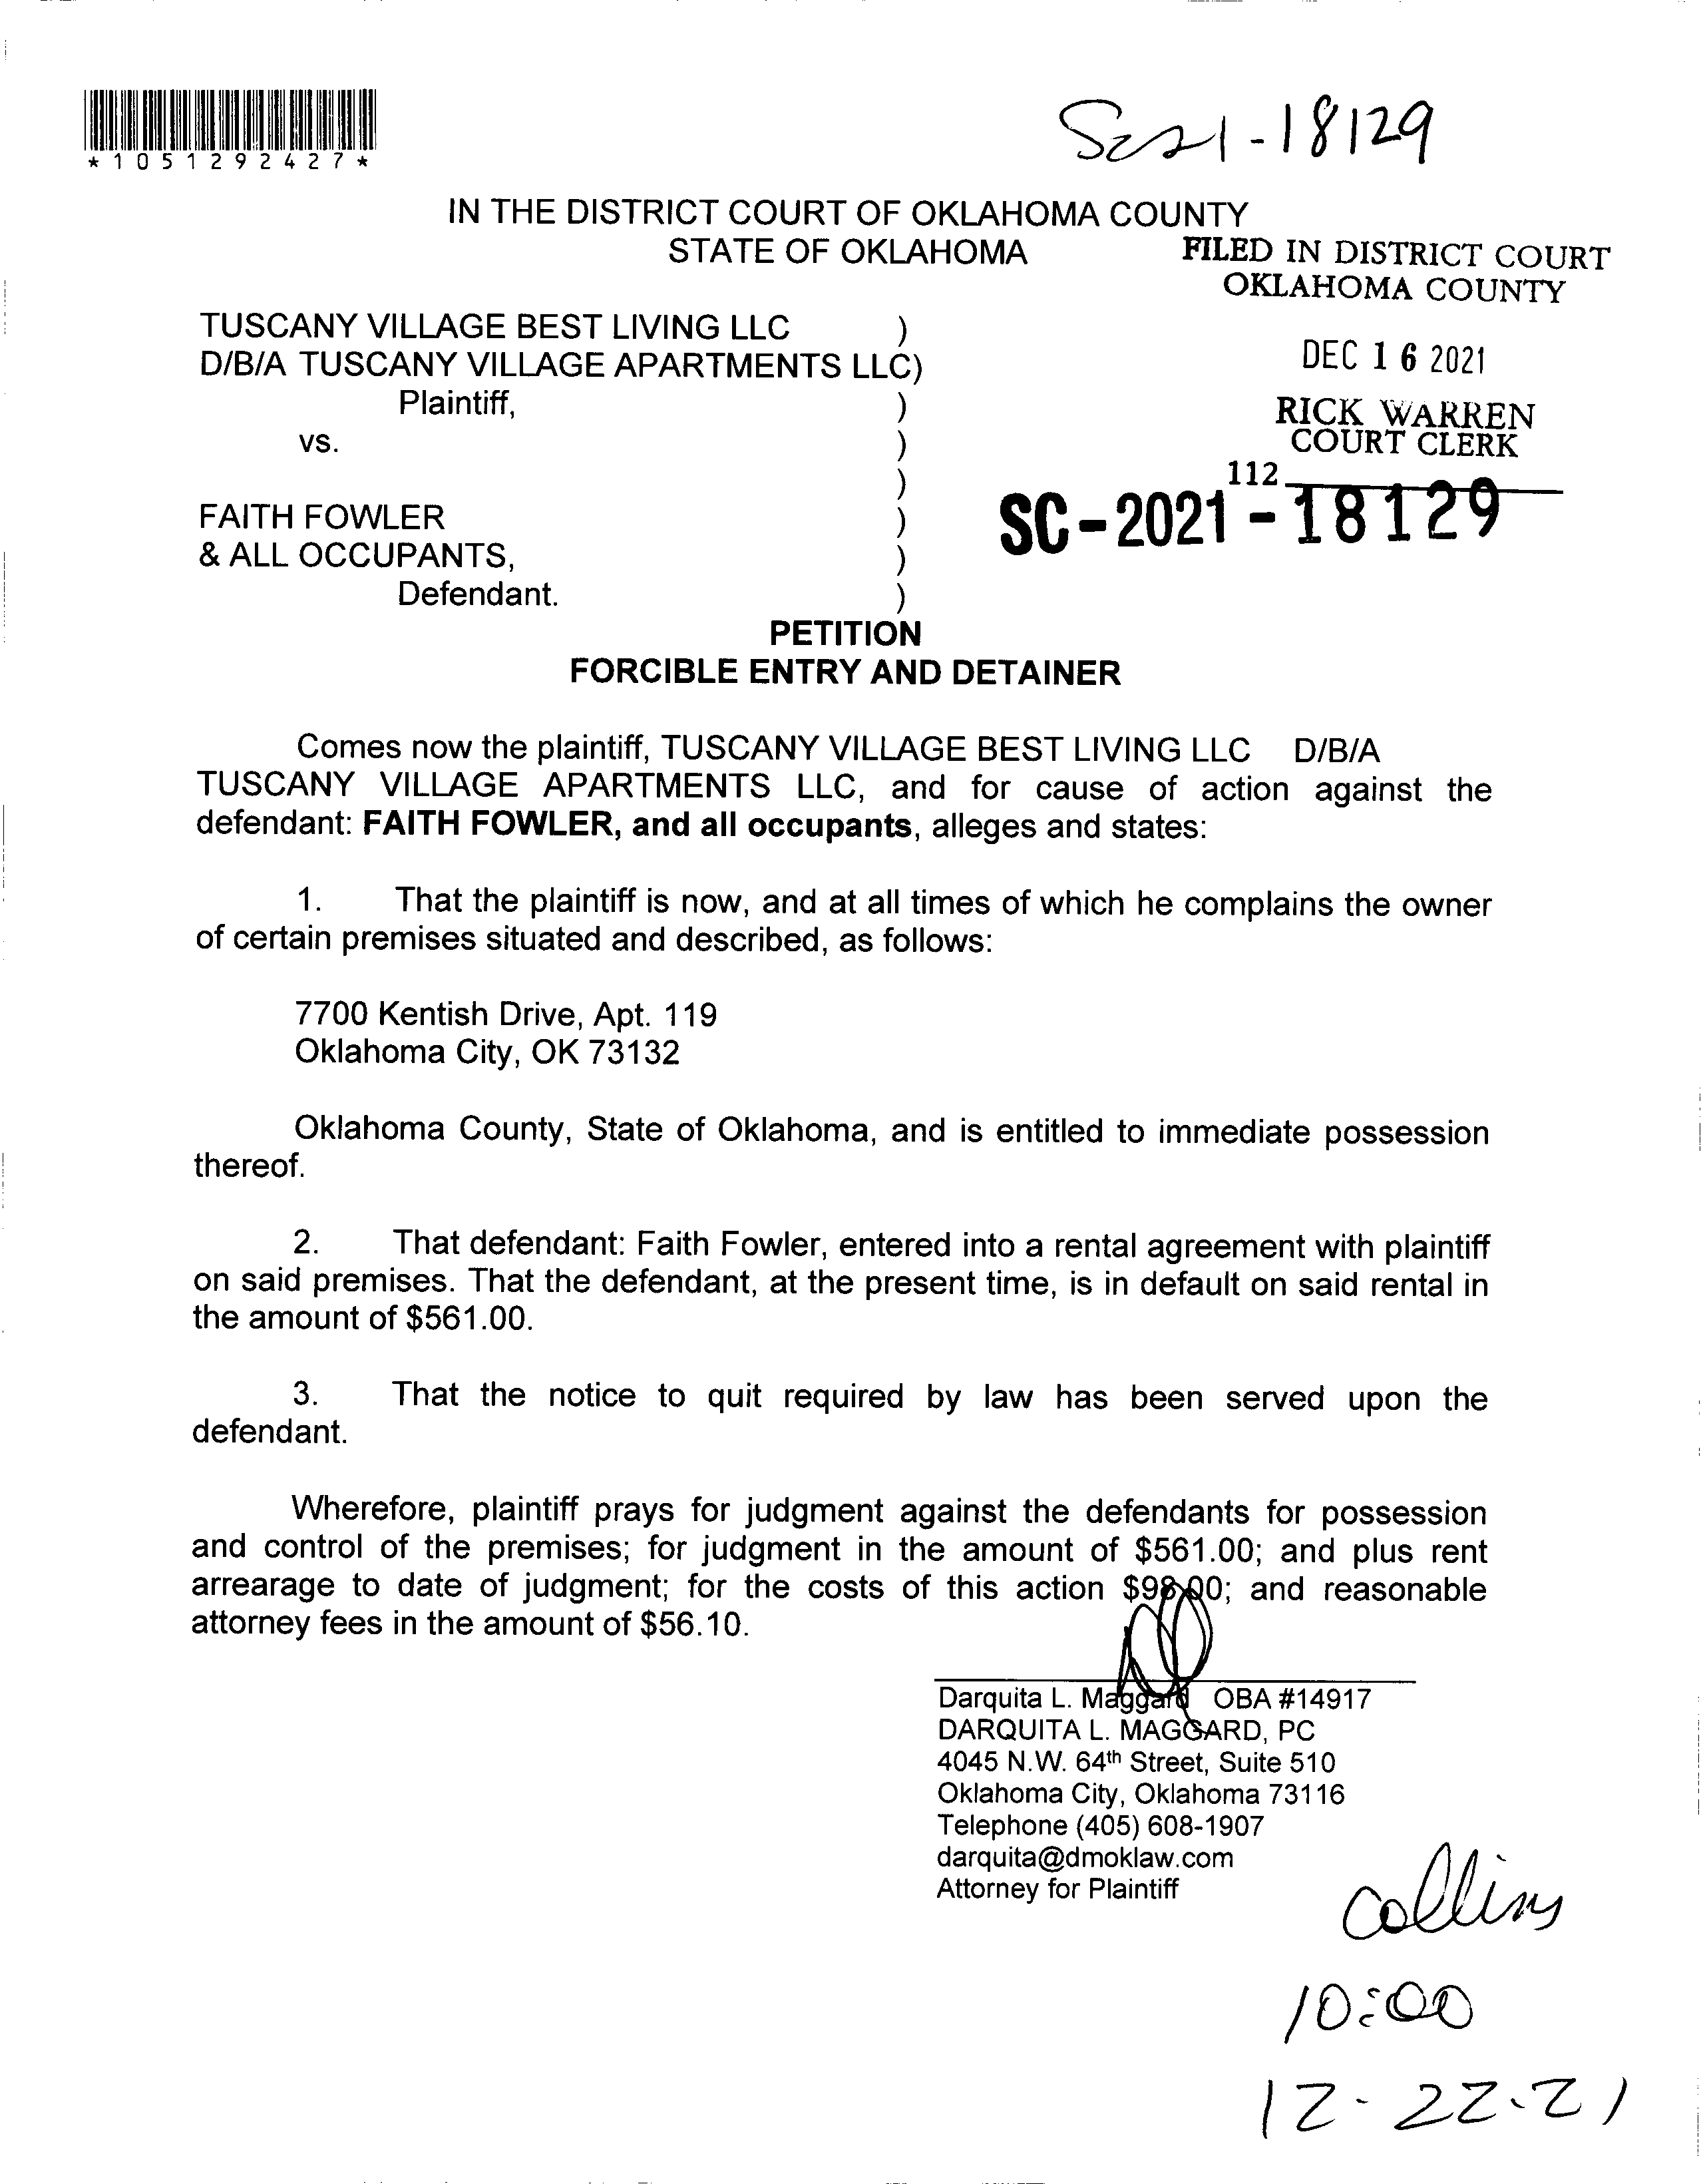 *1051292427*
Sc21-18129
IN THE DISTRICT COURT OF OKLAHOMA COUNTY
STATE OF OKLAHOMA
FILED IN DISTRICT COURT
OKLAHOMA COUNTY
DEC 16 2021
RICK WARREN
COURT CLERK
112
SC-2021-18129
TUSCANY VILLAGE BEST LIVING LLC )
D/B/A TUSCANY VILLAGE APARTMENTS LLC)
Plaintiff, )
vs. )
)
FAITH FOWLER )
& ALL OCCUPANTS, )
Defendant. )
PETITION
FORCIBLE ENTRY AND DETAINER
Comes now the plaintiff, TUSCANY VILLAGE BEST LIVING LLC D/B/A
TUSCANY VILLAGE APARTMENTS LLC, and for cause of action against the
defendant: FAITH FOWLER, and all occupants, alleges and states:
1. That the plaintiff is now, and at all times of which he complains the owner
of certain premises situated and described, as follows:
7700 Kentish Drive, Apt. 119
Oklahoma City, OK 73132
Oklahoma County, State of Oklahoma, and is entitled to immediate possession
thereof.
2. That defendant: Faith Fowler, entered into a rental agreement with plaintiff
on said premises. That the defendant, at the present time, is in default on said rental in
the amount of $561.00.
3. That the notice to quit required by law has been served upon the
defendant.
Wherefore, plaintiff prays for judgment against the defendants for possession
and control of the premises; for judgment in the amount of $561.00; and plus rent
arrearage to date of judgment; for the costs of this action $98.00; and reasonable
attorney fees in the amount of $56.10.
Darquita L. Maggard OBA #14917
DARQUITA L. MAGGARD, PC
4045 N.W. 64th Street, Suite 510
Oklahoma City, Oklahoma 73116
Telephone (405) 608-1907
darquita@dmoklaw.com
Attorney for Plaintiff
Collins
10:00
12-22-21